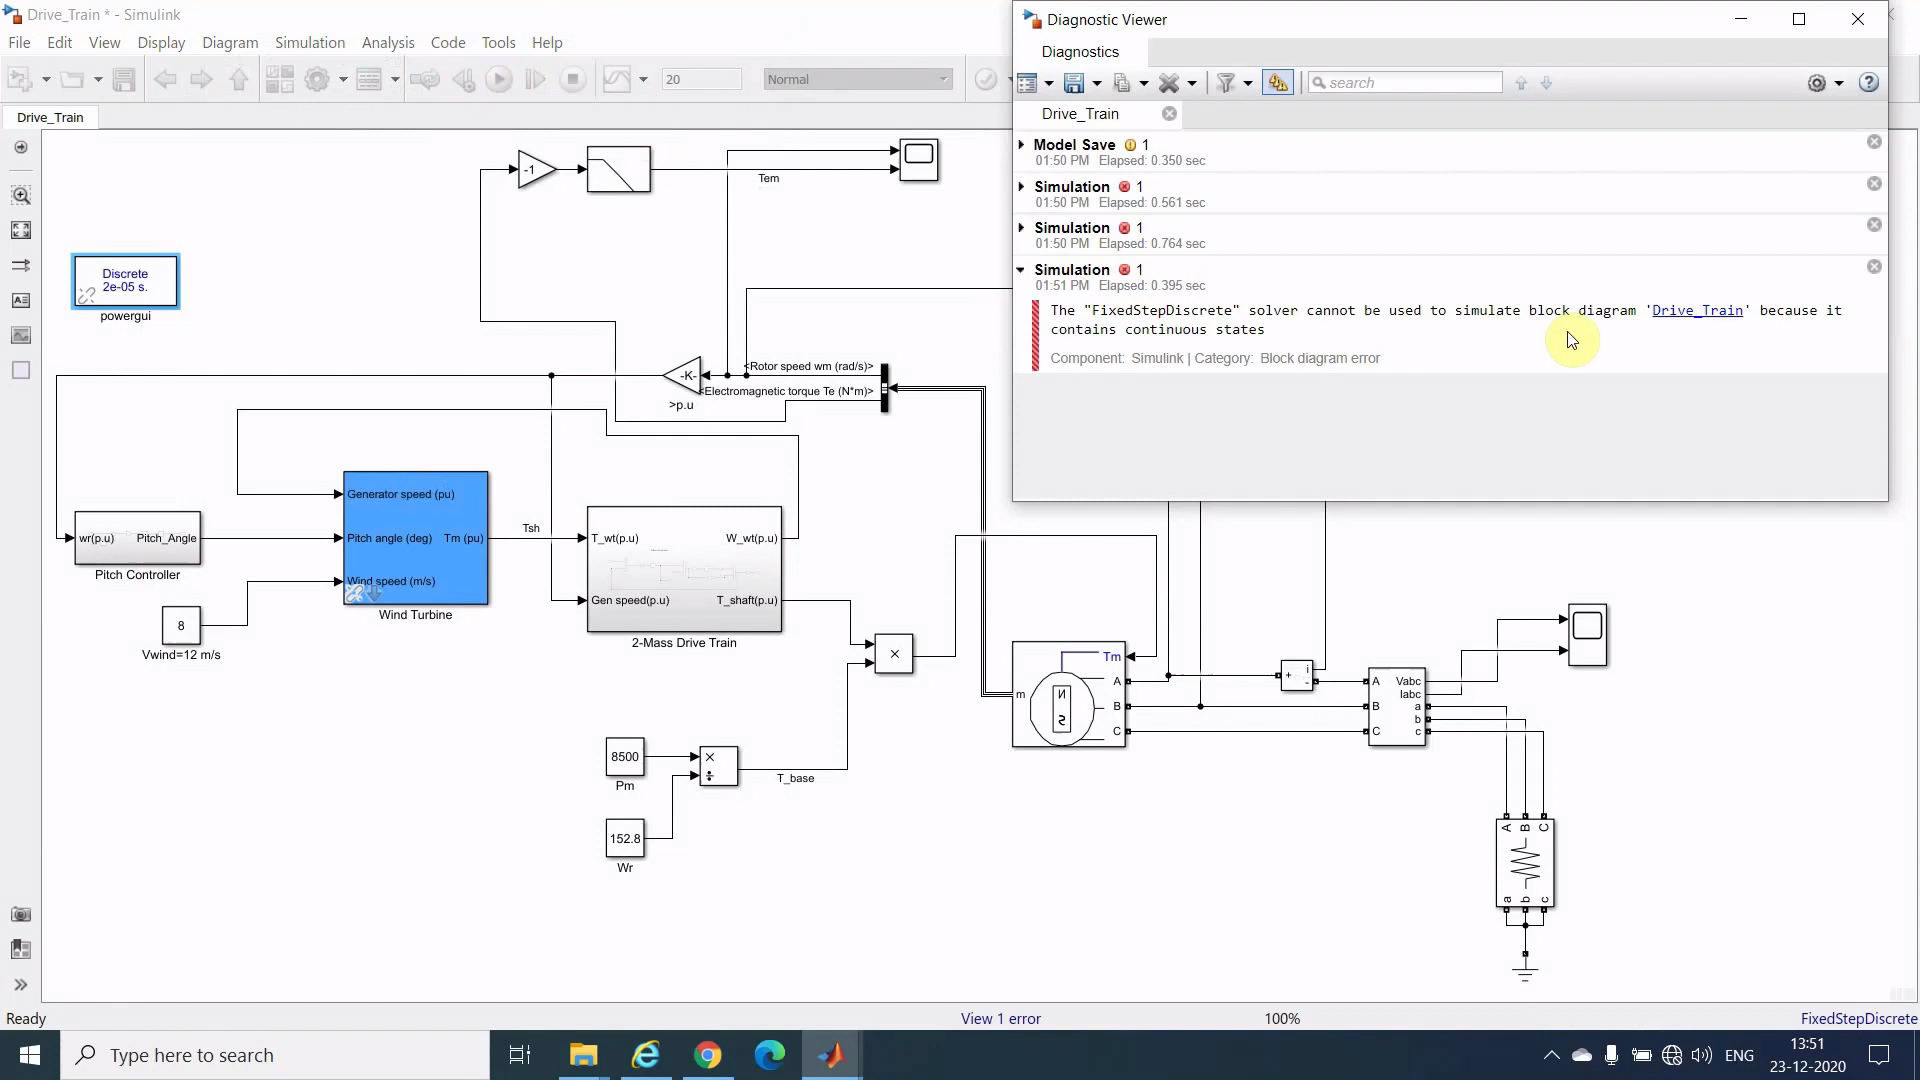 Drive_Train * - Simulink
File Edit View Display Diagram Simulation Analysis Code Tools Help
20
Normal
Drive_Train
Diagnostic Viewer
Diagnostics
search
Drive_Train
Model Save 1
01:50 PM Elapsed: 0.350 sec
Simulation 1
01:50 PM Elapsed: 0.561 sec
Simulation 1
01:50 PM Elapsed: 0.764 sec
Simulation 1
01:51 PM Elapsed: 0.395 sec
The "FixedStepDiscrete" solver cannot be used to simulate block diagram 'Drive_Train' because it
contains continuous states
Component: Simulink | Category: Block diagram error
-1
Tem
Discrete
2e-05 s.
powergui
<Rotor speed wm (rad/s)>
-K-
<Electromagnetic torque Te (N*m)>
>p.u
Generator speed (pu)
Pitch angle (deg) Tm (pu)
Wind speed (m/s)
Wind Turbine
wr(p.u) Pitch_Angle
Pitch Controller
8
Vwind=12 m/s
Tsh
T_wt(p.u) W_wt(p.u)
Gen speed(p.u) T_shaft(p.u)
2-Mass Drive Train
×
8500
Pm
×
÷
T_base
152.8
Wr
Tm
m
A
B
C
N
S
+ i
-
A Vabc
Iabc
B a
b
C c
A B C
a b c
Ready
View 1 error
100%
FixedStepDiscrete
Type here to search
ENG
13:51
23-12-2020